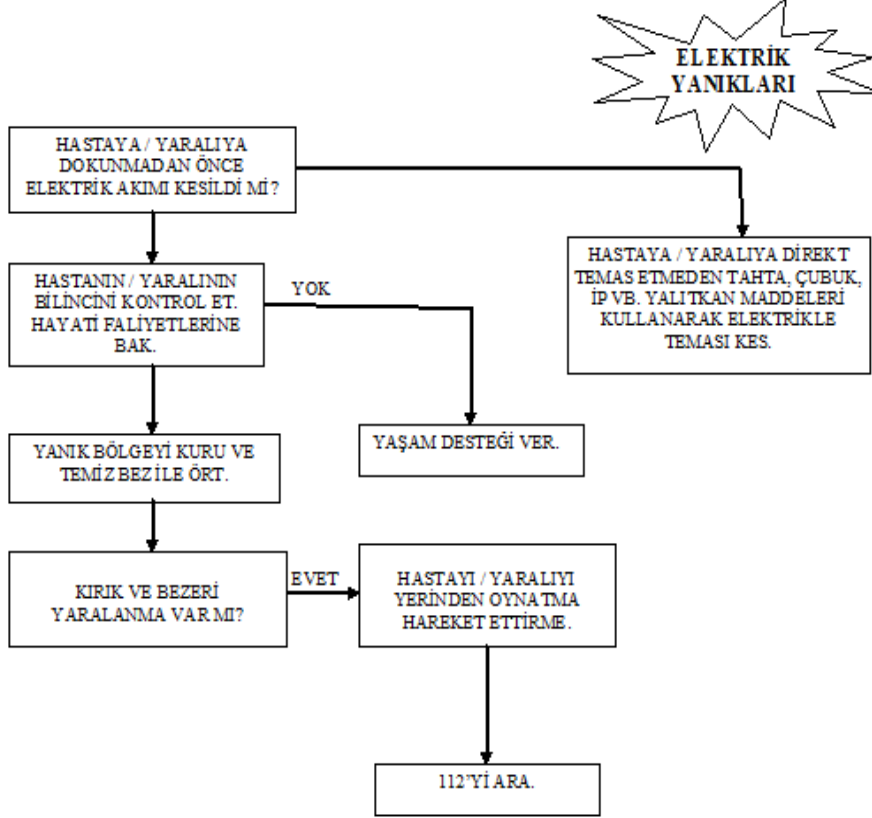 ELEKTRİK
YANIKLARI
HASTAYA / YARALIYA
DOKUNMADAN ÖNCE
ELEKTRİK AKIMI KESİLDİ Mİ?
HASTAYA / YARALIYA DİREKT
TEMAS ETMEDEN TAHTA, ÇUBUK,
İP VB. YALITKAN MADDELERİ
KULLANARAK ELEKTRİKLE
TEMASI KES.
HASTANIN / YARALININ
BİLİNCİNİ KONTROL ET.
HAYATİ FALİYETLERİNE
BAK.
YOK
YAŞAM DESTEĞİ VER.
YANIK BÖLGEYİ KURU VE
TEMİZ BEZ İLE ÖRT.
KIRIK VE BEZERİ
YARALANMA VAR MI?
EVET
HASTAYI / YARALIYI
YERİNDEN OYNATMA
HAREKET ETTİRME.
112'Yİ ARA.